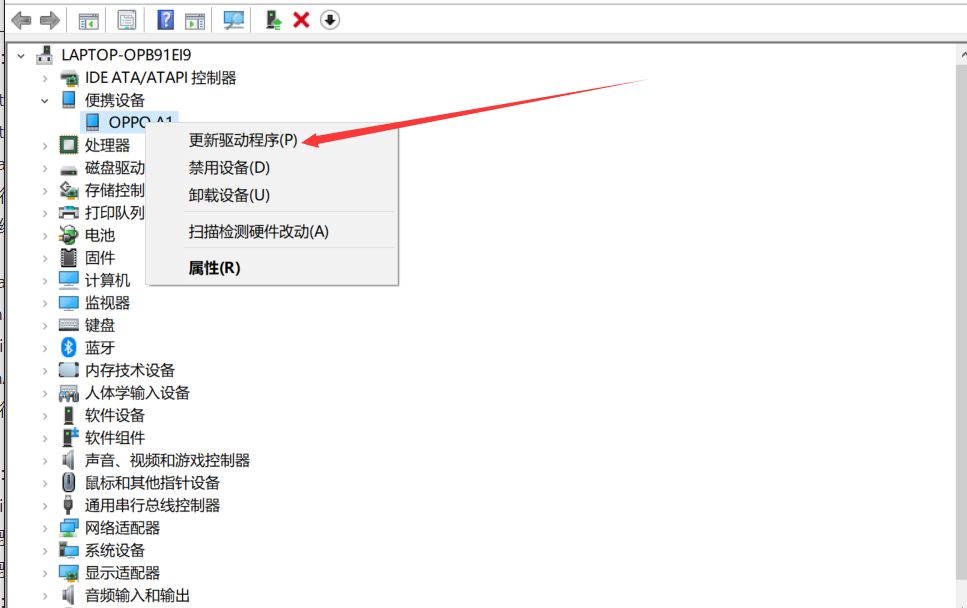 LAPTOP-OPB91EI9
IDE ATA/ATAPI 控制器
便携设备
OPPO A1
更新驱动程序(P)
处理器
禁用设备(D)
磁盘驱动
存储控制
卸载设备(U)
打印队列
扫描检测硬件改动(A)
电池
固件
属性(R)
计算机
监视器
键盘
蓝牙
内存技术设备
人体学输入设备
软件设备
软件组件
声音、视频和游戏控制器
鼠标和其他指针设备
通用串行总线控制器
网络适配器
系统设备
显示适配器
音频输入和输出